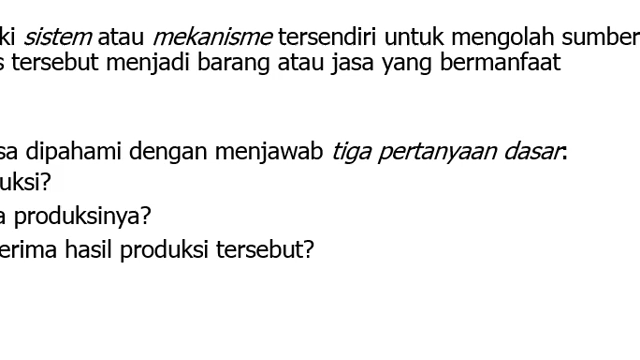 ki sistem atau mekanisme tersendiri untuk mengolah sumber
s tersebut menjadi barang atau jasa yang bermanfaat
sa dipahami dengan menjawab tiga pertanyaan dasar:
uksi?
a produksinya?
erima hasil produksi tersebut?